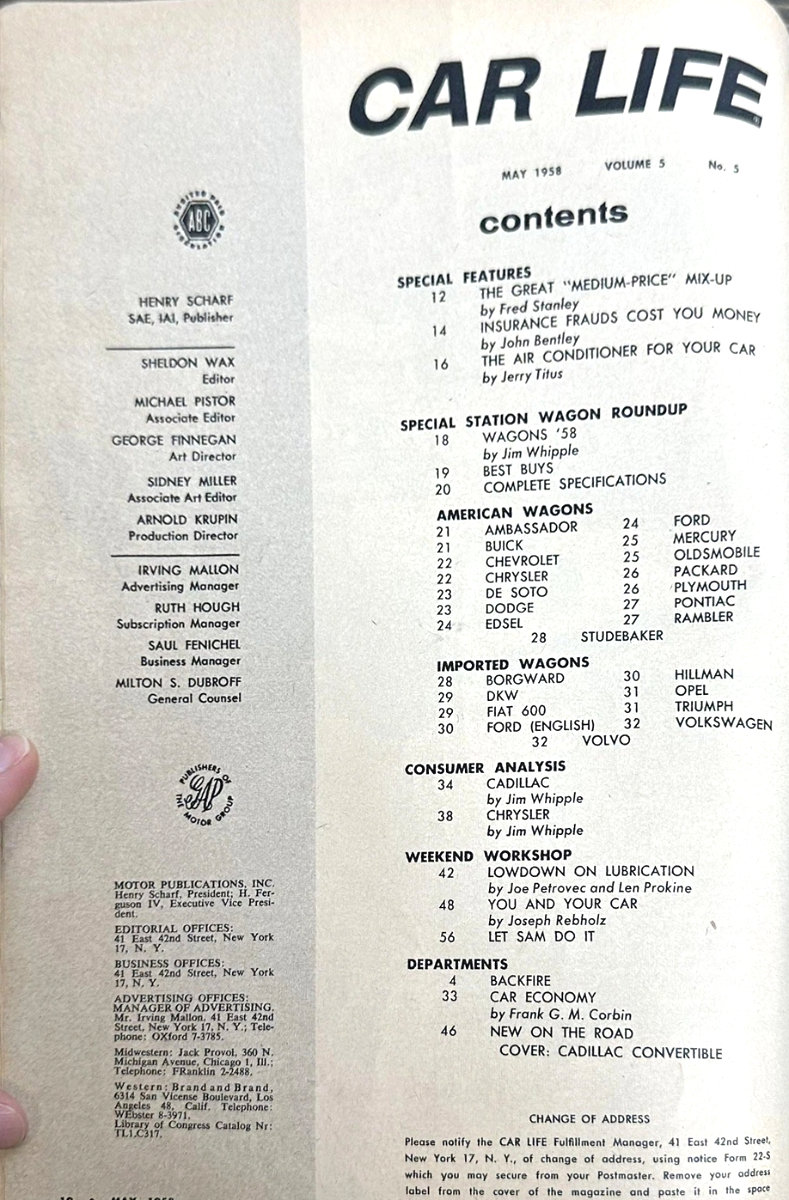 CAR LIFE
MAY 1958 VOLUME 5 No. 5
contents
AUDITED PAID
ABC
CIRCULATION
HENRY SCHARF
SAE, IAI, Publisher
SHELDON WAX
Editor
MICHAEL PISTOR
Associate Editor
GEORGE FINNEGAN
Art Director
SIDNEY MILLER
Associate Art Editor
ARNOLD KRUPIN
Production Director
IRVING MALLON
Advertising Manager
RUTH HOUGH
Subscription Manager
SAUL FENICHEL
Business Manager
MILTON S. DUBROFF
General Counsel
PUBLISHERS OF
GAP
THE MOTOR GROUP
MOTOR PUBLICATIONS, INC.
Henry Scharf, President; H. Fer-
guson IV, Executive Vice Presi-
dent.
EDITORIAL OFFICES:
41 East 42nd Street, New York
17, N. Y.
BUSINESS OFFICES:
41 East 42nd Street, New York
17, N. Y.
ADVERTISING OFFICES:
MANAGER OF ADVERTISING.
Mr. Irving Mallon, 41 East 42nd
Street, New York 17, N. Y.; Tele-
phone: OXford 7-3785.
Midwestern: Jack Provol, 360 N.
Michigan Avenue, Chicago 1, Ill.;
Telephone: FRanklin 2-2488.
Western: Brand and Brand,
6314 San Vicense Boulevard, Los
Angeles 48, Calif. Telephone:
WEbster 8-3971.
Library of Congress Catalog Nr:
TL1.C317.
SPECIAL FEATURES
12 THE GREAT "MEDIUM-PRICE" MIX-UP
by Fred Stanley
14 INSURANCE FRAUDS COST YOU MONEY
by John Bentley
16 THE AIR CONDITIONER FOR YOUR CAR
by Jerry Titus
SPECIAL STATION WAGON ROUNDUP
18 WAGONS '58
by Jim Whipple
19 BEST BUYS
20 COMPLETE SPECIFICATIONS
AMERICAN WAGONS
21 AMBASSADOR 24 FORD
21 BUICK 25 MERCURY
22 CHEVROLET 25 OLDSMOBILE
22 CHRYSLER 26 PACKARD
23 DE SOTO 26 PLYMOUTH
23 DODGE 27 PONTIAC
24 EDSEL 27 RAMBLER
28 STUDEBAKER
IMPORTED WAGONS
28 BORGWARD 30 HILLMAN
29 DKW 31 OPEL
29 FIAT 600 31 TRIUMPH
30 FORD (ENGLISH) 32 VOLKSWAGEN
32 VOLVO
CONSUMER ANALYSIS
34 CADILLAC
by Jim Whipple
38 CHRYSLER
by Jim Whipple
WEEKEND WORKSHOP
42 LOWDOWN ON LUBRICATION
by Joe Petrovec and Len Prokine
48 YOU AND YOUR CAR
by Joseph Rebholz
56 LET SAM DO IT
DEPARTMENTS
4 BACKFIRE
33 CAR ECONOMY
by Frank G. M. Corbin
46 NEW ON THE ROAD
COVER: CADILLAC CONVERTIBLE
CHANGE OF ADDRESS
Please notify the CAR LIFE Fulfillment Manager, 41 East 42nd Street,
New York 17, N. Y., of change of address, using notice Form 22-S
which you may secure from your Postmaster. Remove your address
label from the cover of the magazine and paste it in the space